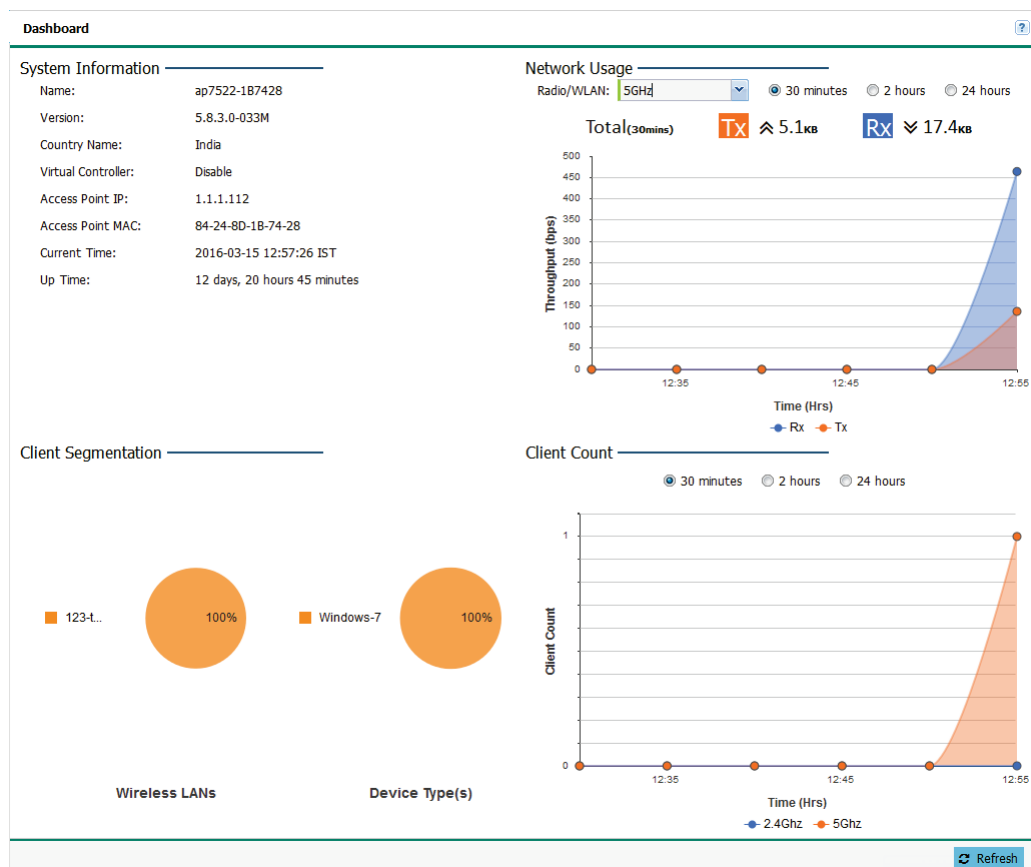 Dashboard
?
System Information
Name: ap7522-1B7428
Version: 5.8.3.0-033M
Country Name: India
Virtual Controller: Disable
Access Point IP: 1.1.1.112
Access Point MAC: 84-24-8D-1B-74-28
Current Time: 2016-03-15 12:57:26 IST
Up Time: 12 days, 20 hours 45 minutes
Network Usage
Radio/WLAN: 5GHz 30 minutes 2 hours 24 hours
Total(30mins) Tx 5.1KB Rx 17.4KB
Throughput (bps)
500
450
400
350
300
250
200
150
100
50
0
12:35 12:45 12:55
Time (Hrs)
Rx Tx
Client Segmentation
123-t... 100%
Windows-7 100%
Wireless LANs Device Type(s)
Client Count
30 minutes 2 hours 24 hours
Client Count
1
0
12:35 12:45 12:55
Time (Hrs)
2.4Ghz 5Ghz
Refresh